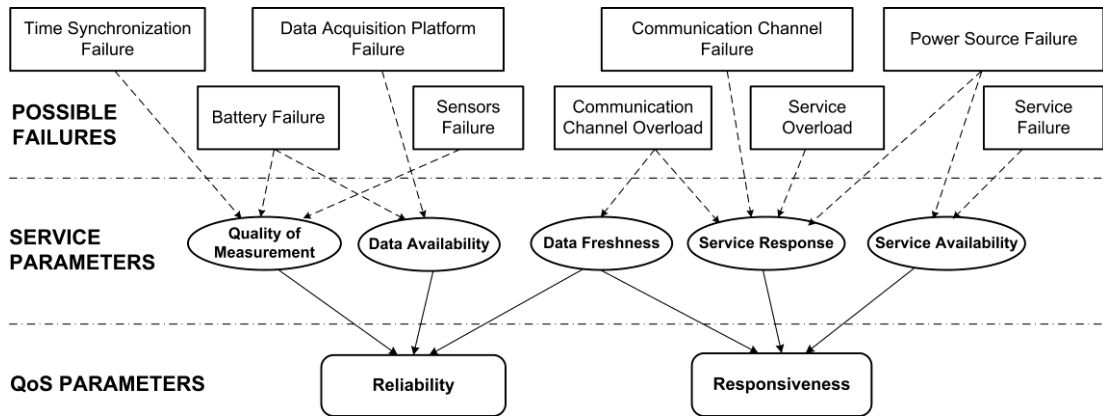 Time Synchronization
Failure
Data Acquisition Platform
Failure
Communication Channel
Failure
Power Source Failure
POSSIBLE
FAILURES
Battery Failure
Sensors
Failure
Communication
Channel Overload
Service
Overload
Service
Failure
SERVICE
PARAMETERS
Quality of
Measurement
Data Availability
Data Freshness
Service Response
Service Availability
QoS PARAMETERS
Reliability
Responsiveness